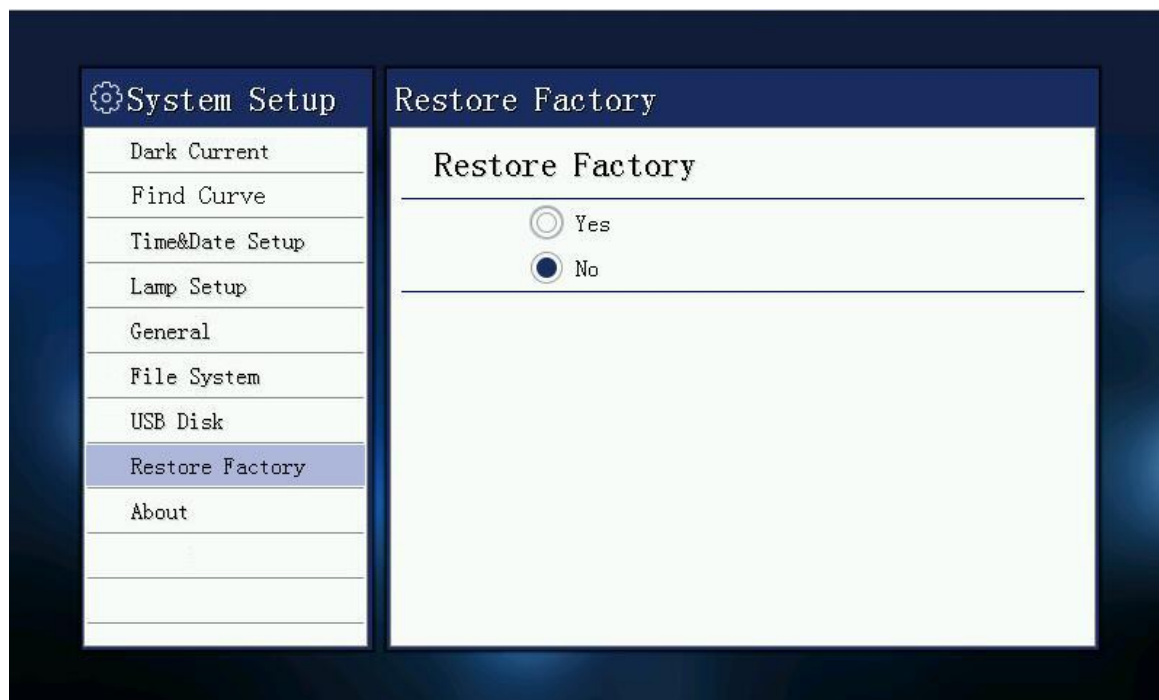 System Setup
Dark Current
Find Curve
Time&Date Setup
Lamp Setup
General
File System
USB Disk
Restore Factory
About
Restore Factory
Restore Factory
Yes
No